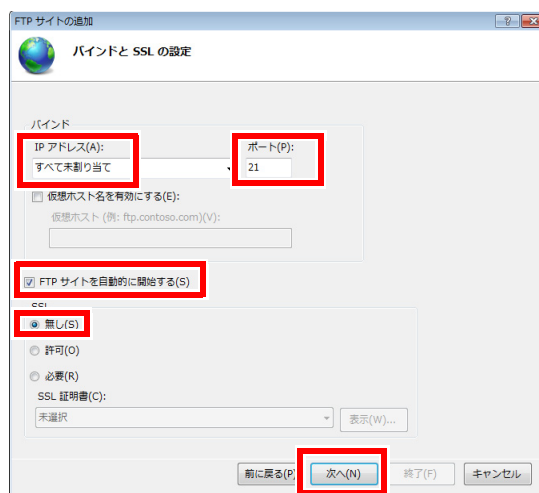 FTP サイトの追加
バインドと SSL の設定
バインド
IP アドレス(A):
ポート(P):
すべて未割り当て
21
仮想ホスト名を有効にする(E):
仮想ホスト (例: ftp.contoso.com)(V):
FTP サイトを自動的に開始する(S)
SSL
無し(S)
許可(O)
必要(R)
SSL 証明書(C):
未選択
表示(W)...
前に戻る(P)
次へ(N)
終了(F)
キャンセル